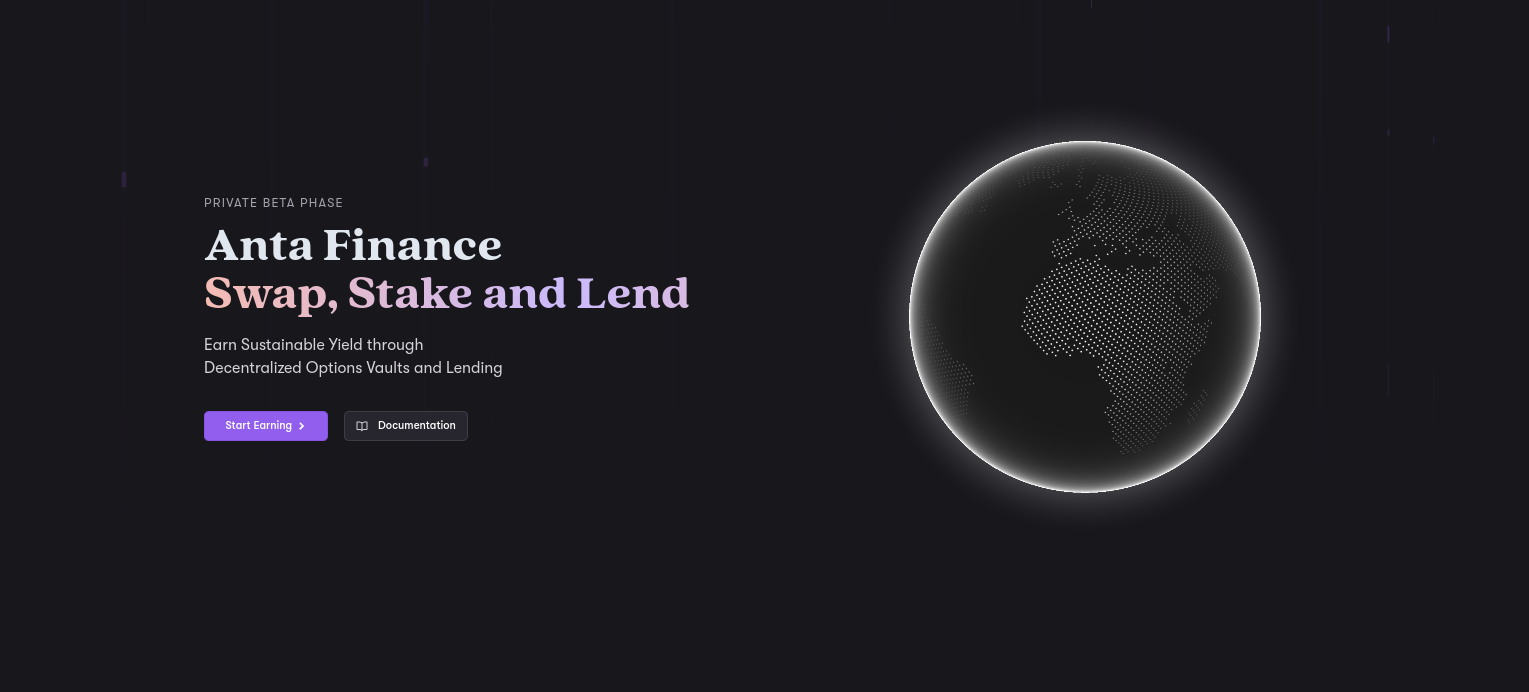 PRIVATE BETA PHASE
Anta Finance
Swap, Stake and Lend
Earn Sustainable Yield through
Decentralized Options Vaults and Lending
Start Earning
Documentation